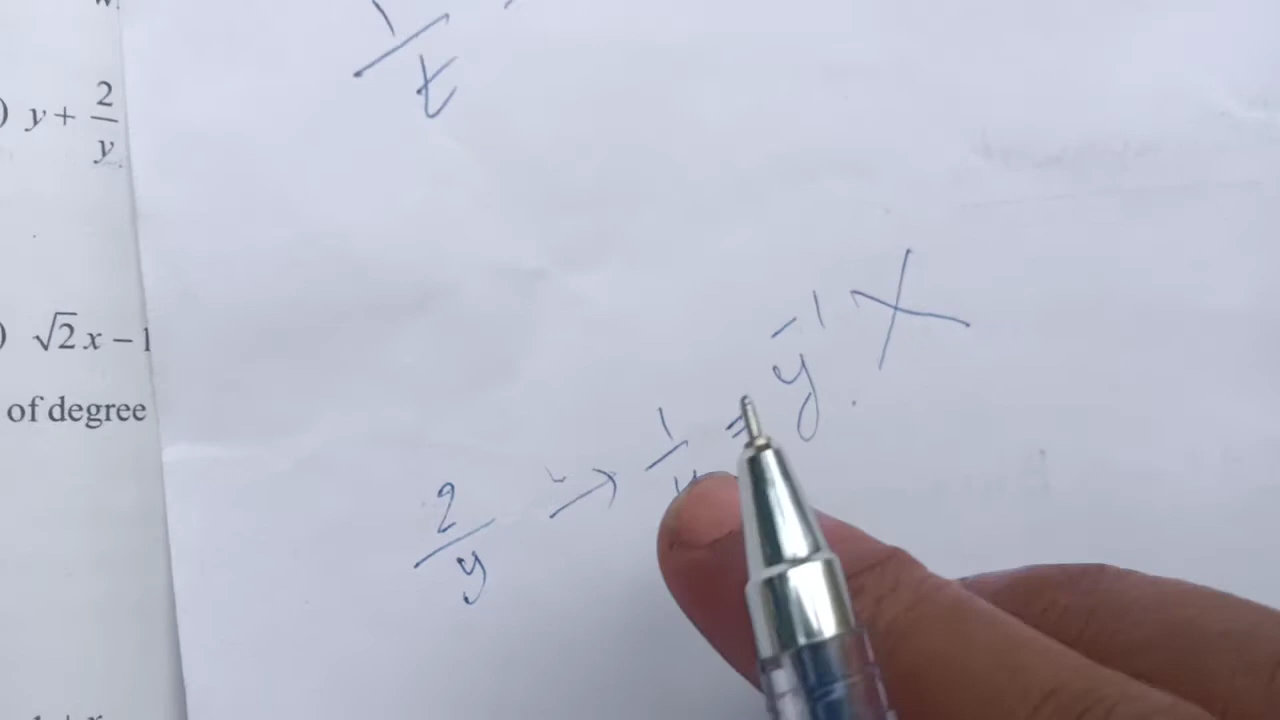 1/t
) y + 2/y
) √2 x – 1
of degree
2/y → 1/y = y⁻¹ X